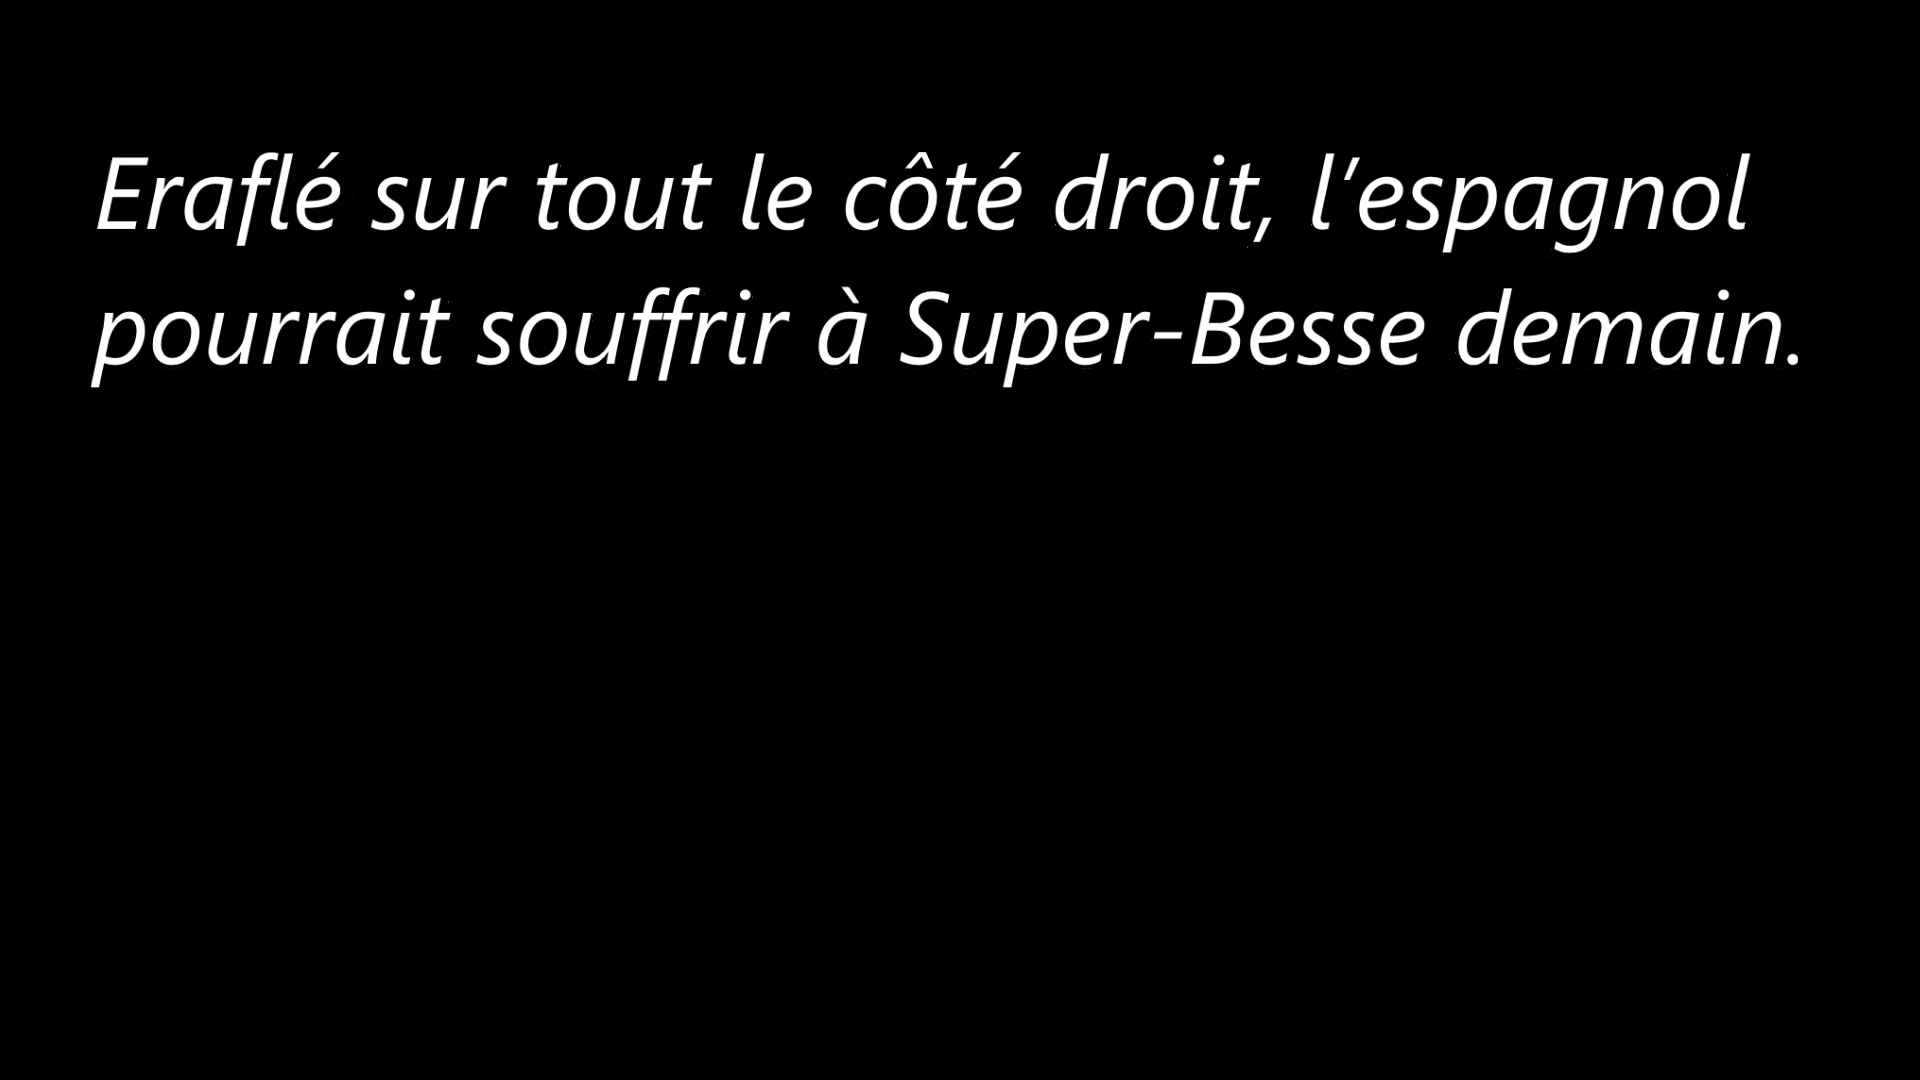 Eraflé sur tout le côté droit, l’espagnol
pourrait souffrir à Super-Besse demain.